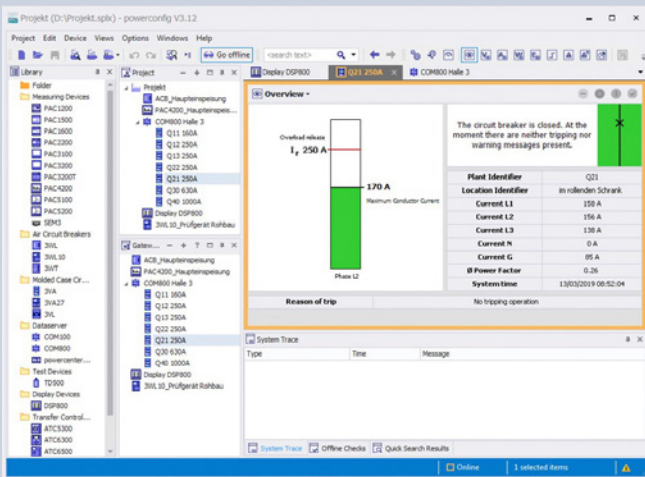 Projekt (D:\Projekt.splx) - powerconfig V3.12
Project Edit Device Views Options Windows Help
Go offline
<search text>
Library
Folder
Measuring Devices
PAC1200
PAC1500
PAC1600
PAC2200
PAC3100
PAC3200
PAC3200T
PAC4200
PAC5100
PAC5200
SEM3
Air Circuit Breakers
3WL
3WL10
3WT
Molded Case Cir...
3VA
3VA27
3VL
Dataserver
COM100
COM800
powercenter....
Test Devices
TD500
Display Devices
DSP800
Transfer Control...
ATC5300
ATC6300
ATC6500
Project
Projekt
ACB_Haupteinspeisung
PAC4200_Haupteinspeis...
COM800 Halle 3
Q11 160A
Q12 250A
Q13 250A
Q22 250A
Q21 250A
Q30 630A
Q40 1000A
Display DSP800
3WL10_Prüfgerät Rohbau
Gatew...
ACB_Haupteinspeisung
PAC4200_Haupteinspeisung
COM800 Halle 3
Q11 160A
Q12 250A
Q13 250A
Q22 250A
Q21 250A
Q30 630A
Q40 1000A
Display DSP800
3WL10_Prüfgerät Rohbau
Display DSP800 Q21 250A COM800 Halle 3
Overview
Overload release
Ir 250 A
170 A
Maximum Conductor Current
Phase L2
The circuit breaker is closed. At the
moment there are neither tripping nor
warning messages present.
Plant Identifier Q21
Location Identifier im rollenden Schrank
Current L1 158 A
Current L2 156 A
Current L3 138 A
Current N 0 A
Current G 85 A
Ø Power Factor 0.26
Systemtime 13/03/2019 08:52:04
Reason of trip No tripping operation
System Trace
Type Time Message
System Trace Offline Checks Quick Search Results
Online 1 selected items